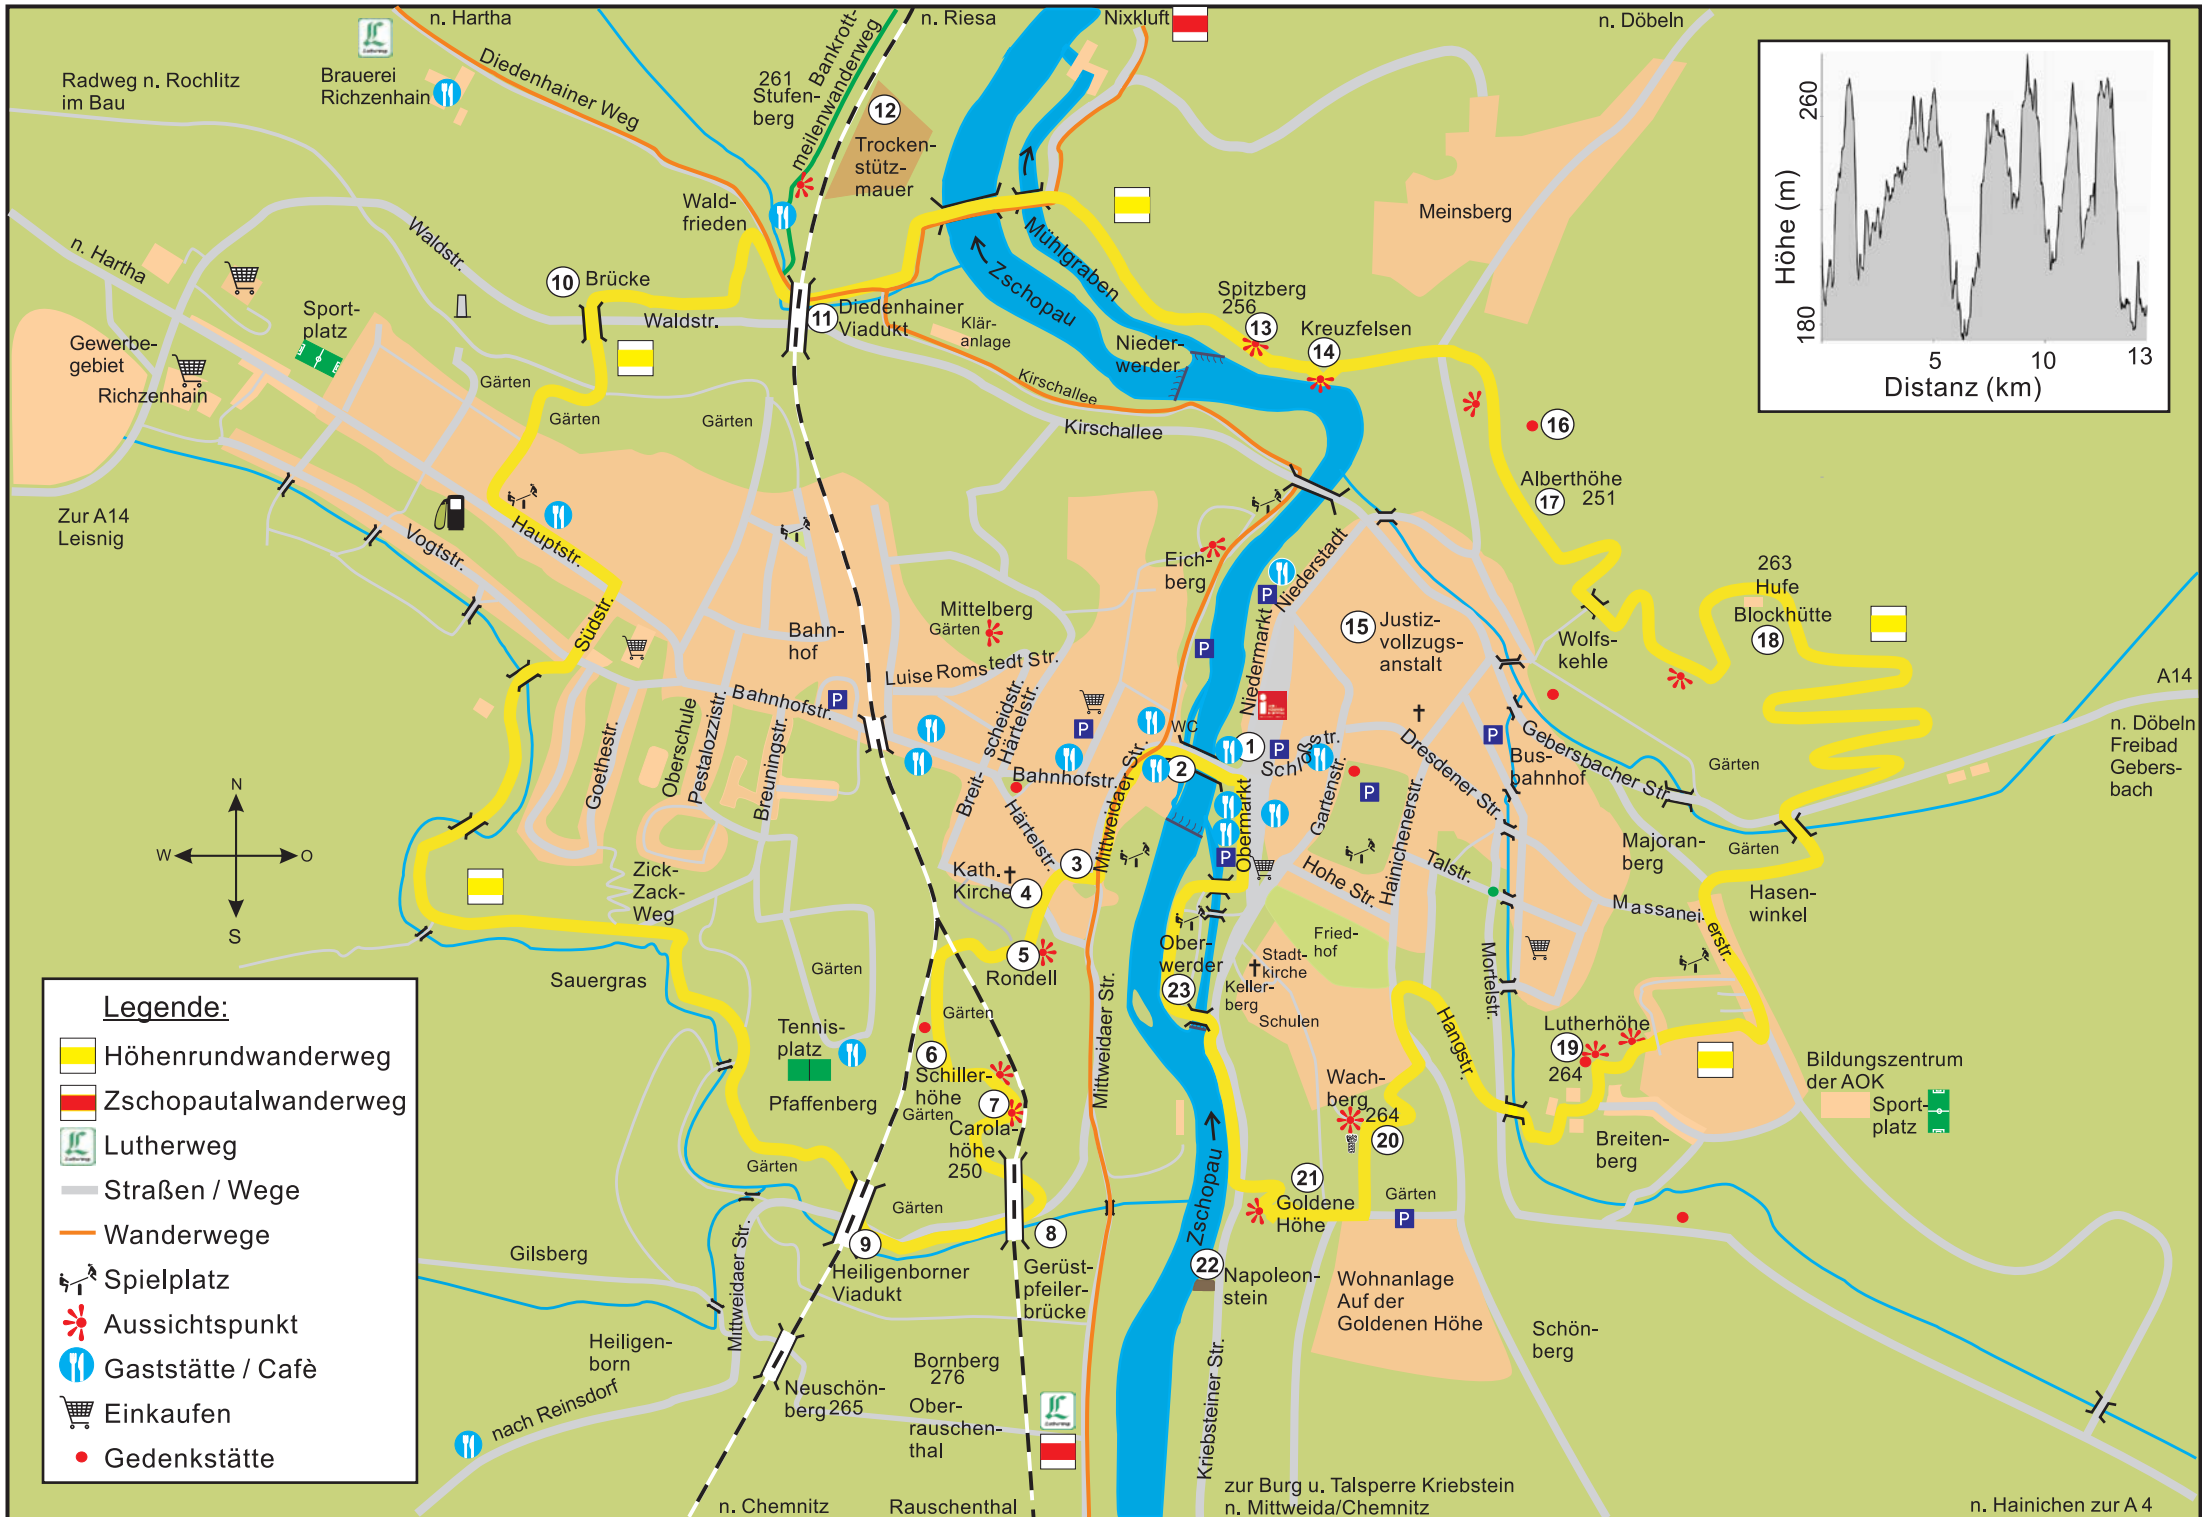 n. Hartha
Bankrott-
meilenwanderweg
n. Riesa
Nixkluft
n. Döbeln
Radweg n. Rochlitz
im Bau
Brauerei
Richzenhain
Diedenhainer Weg
261
Stufen-
berg
12
Trocken-
stütz-
mauer
Meinsberg
260
180
Höhe (m)
5
10
13
Distanz (km)
n. Hartha
Waldstr.
Wald-
frieden
10
Brücke
Waldstr.
11
Diedenhainer
Viadukt
Klär-
anlage
Zschopau
Mühlgraben
Spitzberg
256
13
Kreuzfelsen
14
Nieder-
werder
Sport-
platz
Gewerbe-
gebiet
Richzenhain
Gärten
Gärten
Gärten
Kirschallee
Kirschallee
16
Alberthöhe
17
251
Zur A14
Leisnig
Vogtstr.
Hauptstr.
Südstr.
Eich-
berg
Niederstadt
Niedermarkt
15
Justiz-
vollzugs-
anstalt
Wolfs-
kehle
263
Hufe
Blockhütte
18
Mittelberg
Gärten
Bahn-
hof
Luise Romstedt Str.
Breit-
scheidstr.
Härtelstr.
Bahnhofstr.
P
P
P
P
P
P
P
P
P
P
WC
1
2
Schloßstr.
Bahnhofstr.
Mittweidaer Str.
Obermarkt
Gartenstr.
Dresdener Str.
Hainichenerstr.
Bus-
bahnhof
Gebersbacher Str.
Gärten
A14
n. Döbeln
Freibad
Gebers-
bach
Goethestr.
Oberschule
Pestalozzistr.
Breuningstr.
Härtelstr.
3
Kath.
Kirche
4
5
Rondell
Zick-
Zack-
Weg
N
W
O
S
Hohe Str.
Talstr.
Majoran-
berg
Gärten
Massanei-
erstr.
Hasen-
winkel
Ober-
werder
23
Stadt-
kirche
Fried-
hof
Keller-
berg
Schulen
Mortelstr.
Hangstr.
Lutherhöhe
19
264
Bildungszentrum
der AOK
Sport-
platz
Breiten-
berg
Sauergras
Gärten
Gärten
Tennis-
platz
Pfaffenberg
6
Schiller-
höhe
Gärten
7
Carola-
höhe
250
Mittweidaer Str.
Wach-
berg
264
20
21
Goldene
Höhe
Gärten
Zschopau
22
Napoleon-
stein
Kriebsteiner Str.
Wohnanlage
Auf der
Goldenen Höhe
Schön-
berg
Gärten
Gärten
8
Gerüst-
pfeiler-
brücke
9
Heiligenborner
Viadukt
Mittweidaer Str.
Gilsberg
Heiligen-
born
nach Reinsdorf
Neuschön-
berg 265
Bornberg
276
Ober-
rauschen-
thal
n. Chemnitz
Rauschenthal
zur Burg u. Talsperre Kriebstein
n. Mittweida/Chemnitz
n. Hainichen zur A 4
Legende:
Höhenrundwanderweg
Zschopautalwanderweg
Lutherweg
Straßen / Wege
Wanderwege
Spielplatz
Aussichtspunkt
Gaststätte / Cafè
Einkaufen
Gedenkstätte